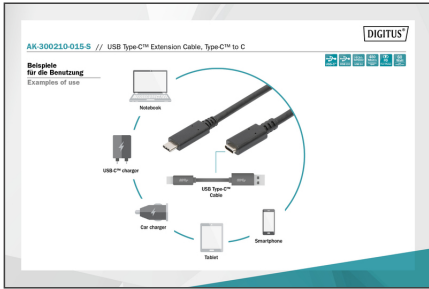 DIGITUS®
AK-300210-015-S // USB Type-C™ Extension Cable, Type-C™ to C
Beispiele
für die Benutzung
Examples of use
Notebook
USB-C™ charger
USB Type-C™
Cable
Car charger
Smartphone
Tablet